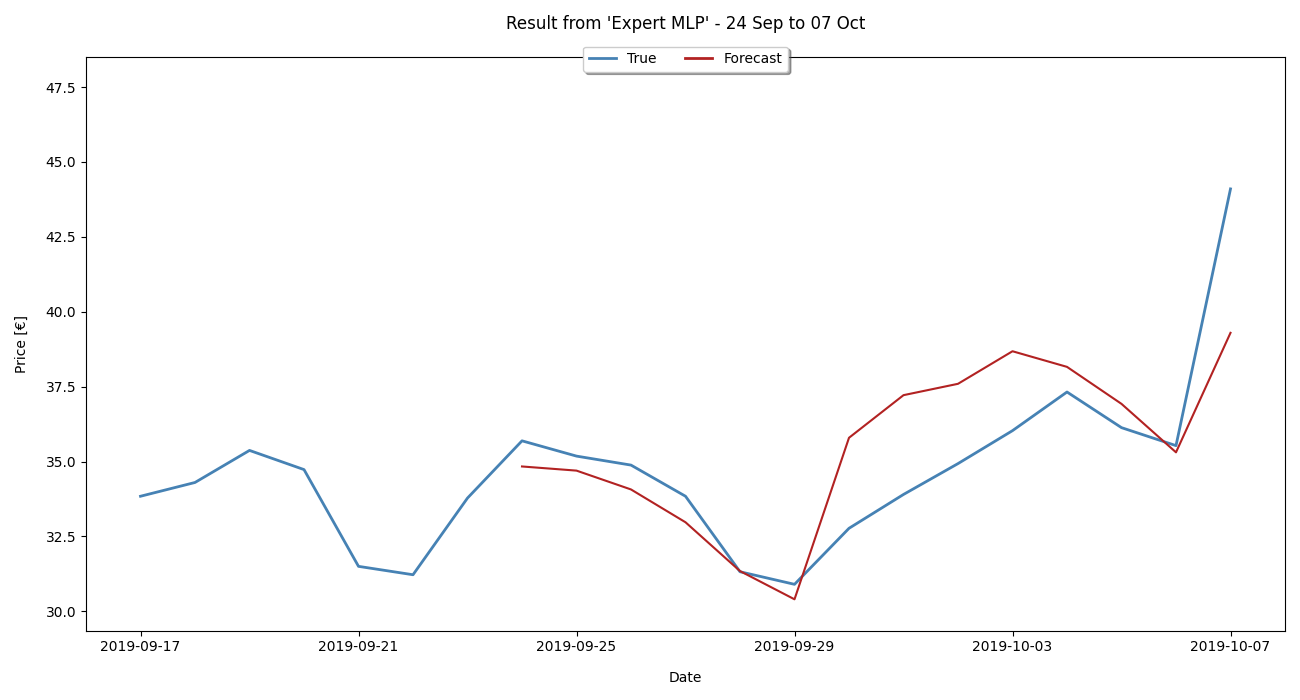 Result from 'Expert MLP' - 24 Sep to 07 Oct
True
Forecast
47.5
45.0
42.5
40.0
37.5
35.0
32.5
30.0
Price [€]
2019-09-17
2019-09-21
2019-09-25
2019-09-29
2019-10-03
2019-10-07
Date